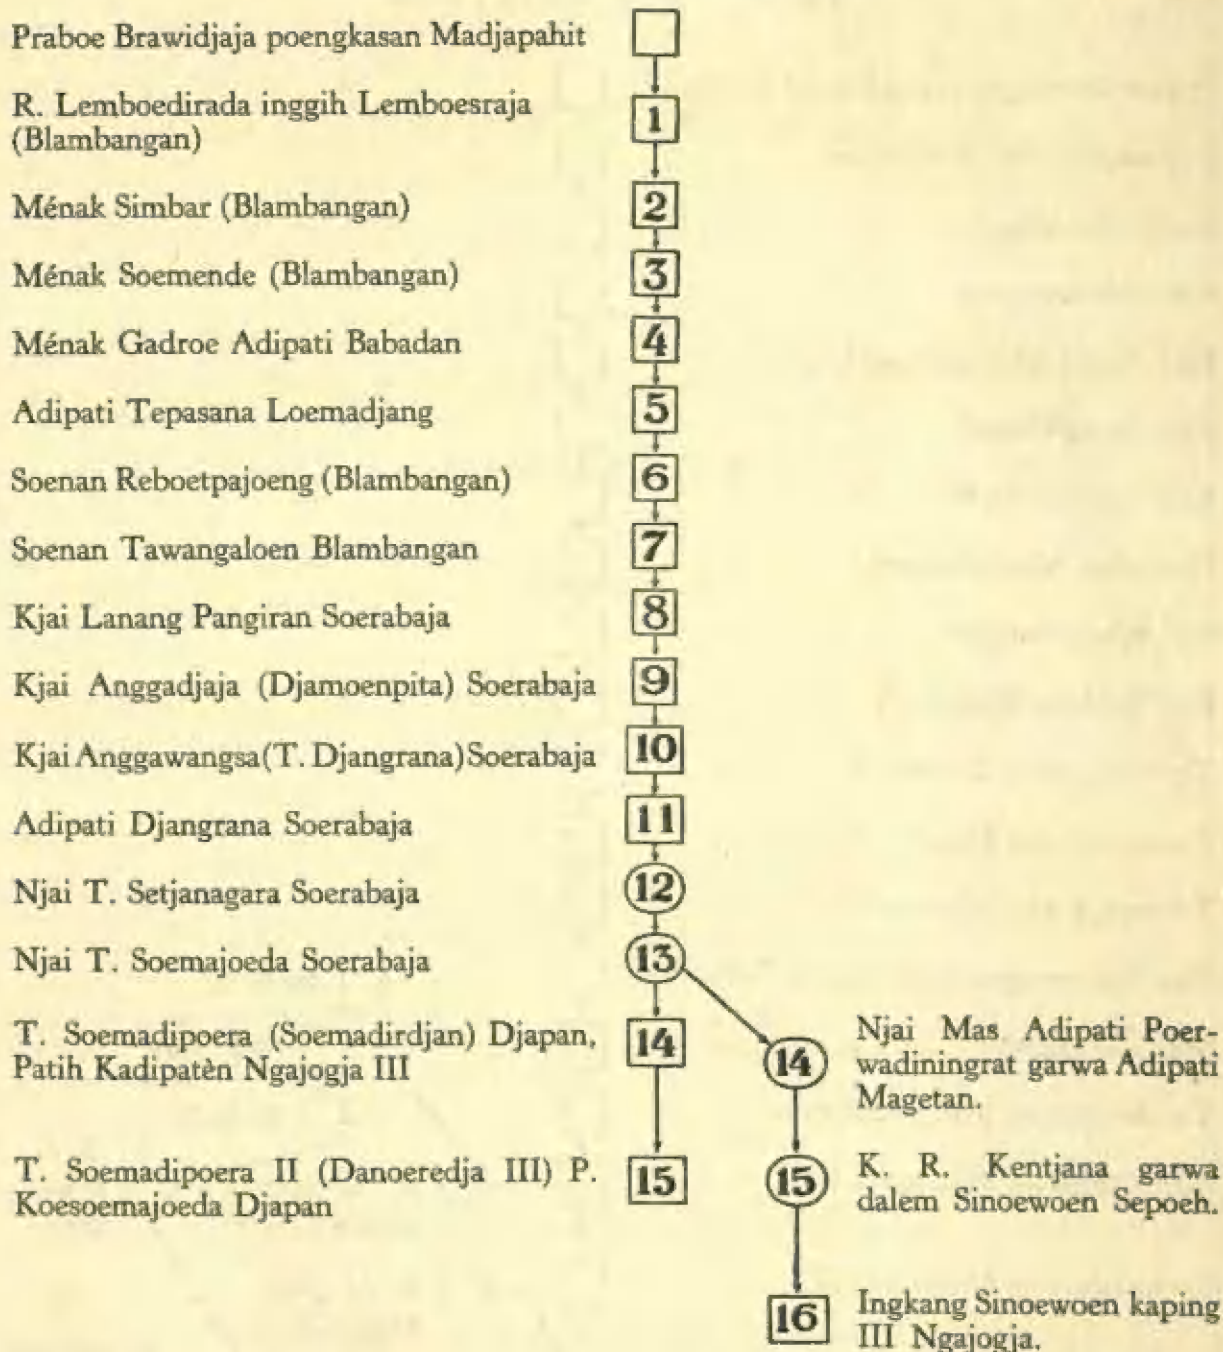 Praboe Brawidjaja poengkasan Madjapahit
R. Lemboedirada inggih Lemboesraja
(Blambangan)
1
Ménak Simbar (Blambangan)
2
Ménak Soemende (Blambangan)
3
Ménak Gadroe Adipati Babadan
4
Adipati Tepasana Loemadjang
5
Soenan Reboetpajoeng (Blambangan)
6
Soenan Tawangaloen Blambangan
7
Kjai Lanang Pangiran Soerabaja
8
Kjai Anggadjaja (Djamoenpita) Soerabaja
9
Kjai Anggawangsa (T. Djangrana) Soerabaja
10
Adipati Djangrana Soerabaja
11
Njai T. Setjanagara Soerabaja
12
Njai T. Soemajoeda Soerabaja
13
T. Soemadipoera (Soemadirdjan) Djapan,
Patih Kadipatèn Ngajogja III
14
14
Njai Mas Adipati Poer-
wadiningrat garwa Adipati
Magetan.
T. Soemadipoera II (Danoeredja III) P.
Koesoemajoeda Djapan
15
15
K. R. Kentjana garwa
dalem Sinoewoen Sepoeh.
16
Ingkang Sinoewoen kaping
III Ngajogja.